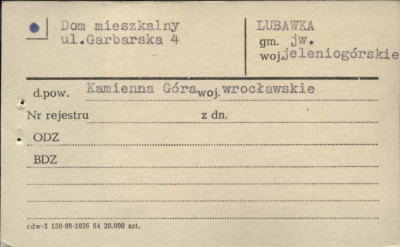 Dom mieszkalny
ul.Garbarska 4
LUBAWKA
gm. jw.
woj.jeleniogórskie
d.pow. Kamienna Góra woj. wrocławskie
Nr rejestru z dn.
ODZ
BDZ
cdw-3 150-98-1036 84 20.000 szt.